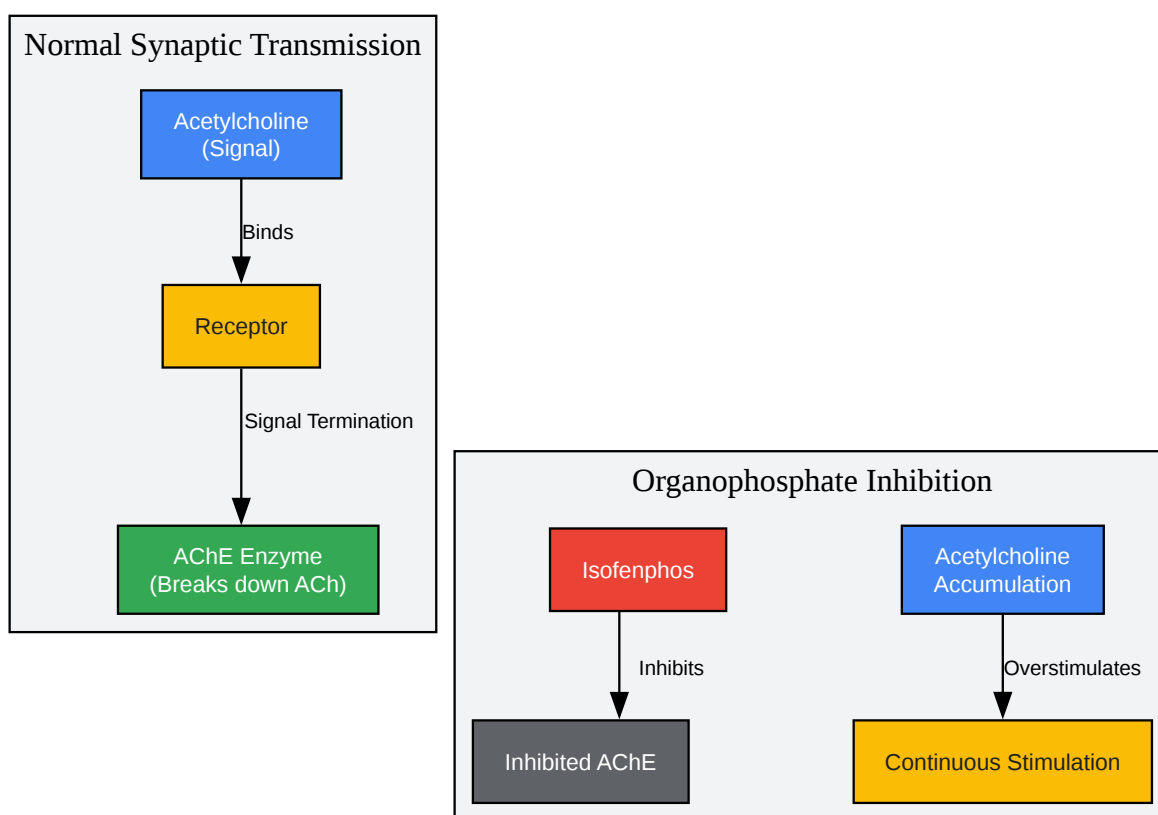 Normal Synaptic Transmission
Acetylcholine
(Signal)
Binds
Receptor
Signal Termination
AChE Enzyme
(Breaks down ACh)
Organophosphate Inhibition
Isofenphos
Acetylcholine
Accumulation
Inhibits
Overstimulates
Inhibited AChE
Continuous Stimulation